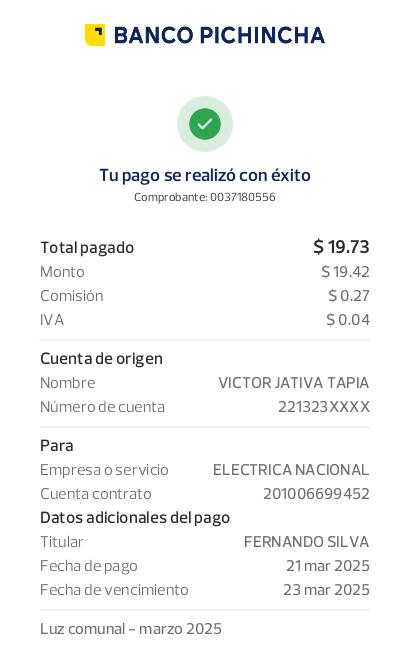 BANCO PICHINCHA
Tu pago se realizó con éxito
Comprobante: 0037180556
Total pagado $ 19.73
Monto $ 19.42
Comisión $ 0.27
IVA $ 0.04
Cuenta de origen
Nombre VICTOR JATIVA TAPIA
Número de cuenta 221323XXXX
Para
Empresa o servicio ELECTRICA NACIONAL
Cuenta contrato 201006699452
Datos adicionales del pago
Titular FERNANDO SILVA
Fecha de pago 21 mar 2025
Fecha de vencimiento 23 mar 2025
Luz comunal - marzo 2025